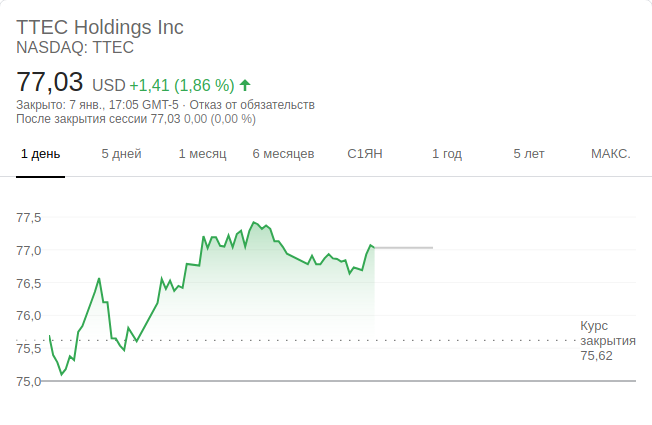 TTEC Holdings Inc
NASDAQ: TTEC
77,03 USD +1,41 (1,86 %)
Закрыто: 7 янв., 17:05 GMT-5 · Отказ от обязательств
После закрытия сессии 77,03 0,00 (0,00 %)
1 день 5 дней 1 месяц 6 месяцев С1ЯН 1 год 5 лет МАКС.
77,5
77,0
76,5
76,0
75,5
75,0
Курс
закрытия
75,62